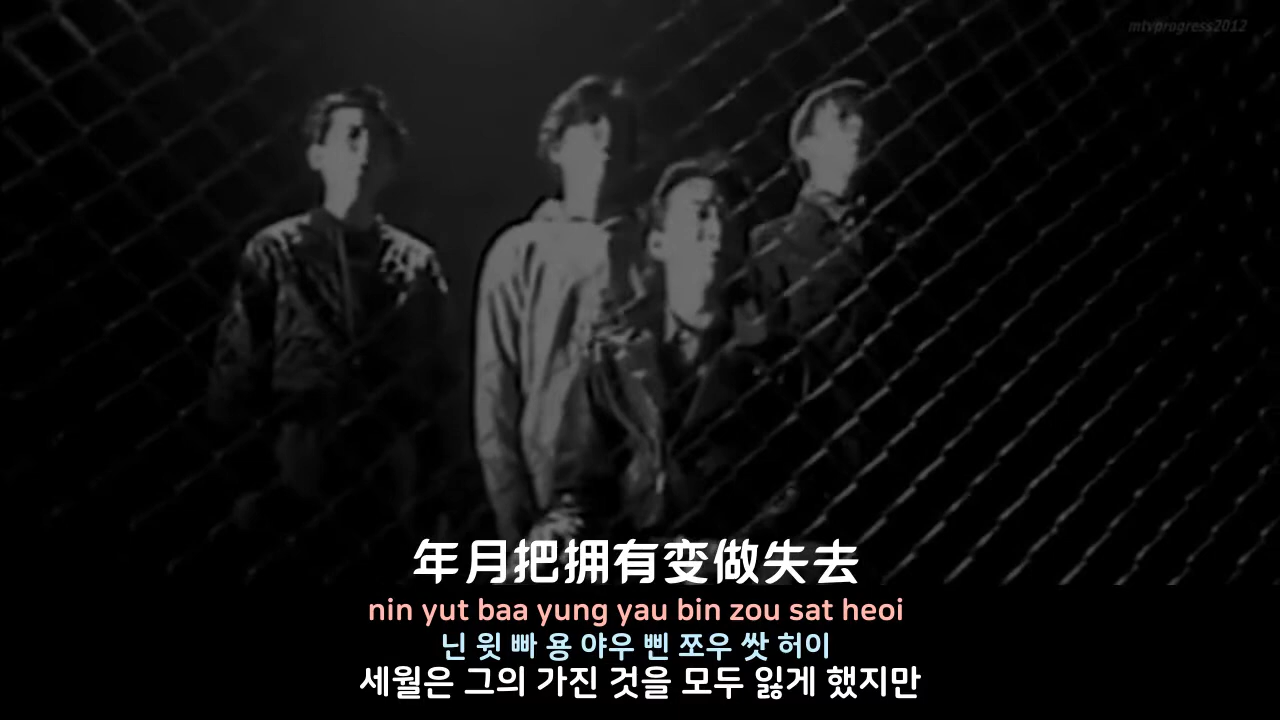 mtvprogress2012
年月把拥有变做失去
nin yut baa yung yau bin zou sat heoi
닌 윗 빠 용 야우 삔 쪼우 쌋 허이
세월은 그의 가진 것을 모두 잃게 했지만